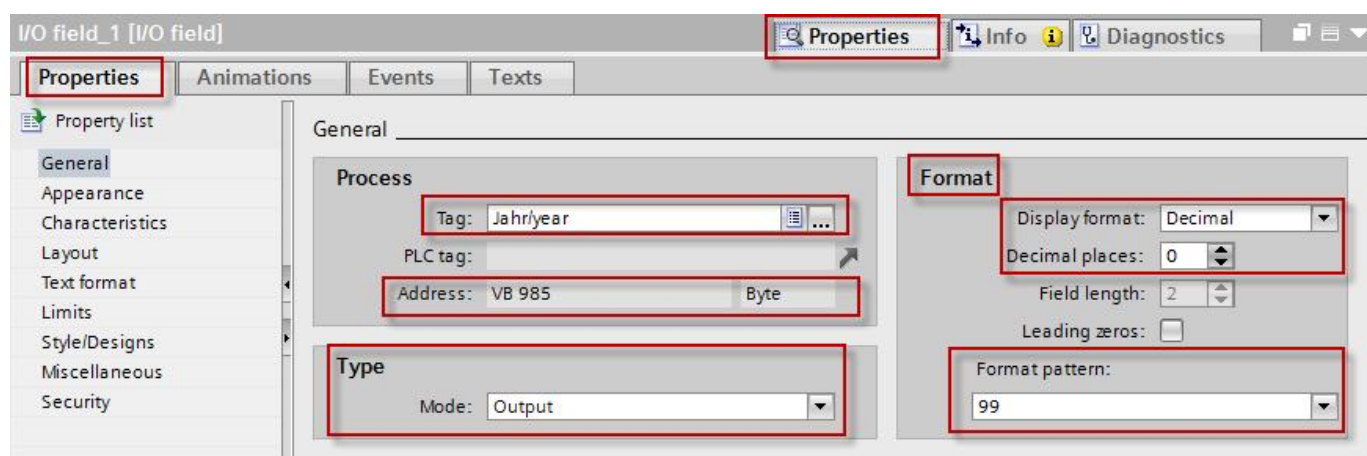 I/O field_1 [I/O field]
Properties
Info
Diagnostics
Properties
Animations
Events
Texts
Property list
General
Appearance
Characteristics
Layout
Text format
Limits
Style/Designs
Miscellaneous
Security
General
Process
Tag: Jahr/year ...
PLC tag:
Address: VB 985 Byte
Type
Mode: Output
Format
Display format: Decimal
Decimal places: 0
Field length: 2
Leading zeros:
Format pattern:
99